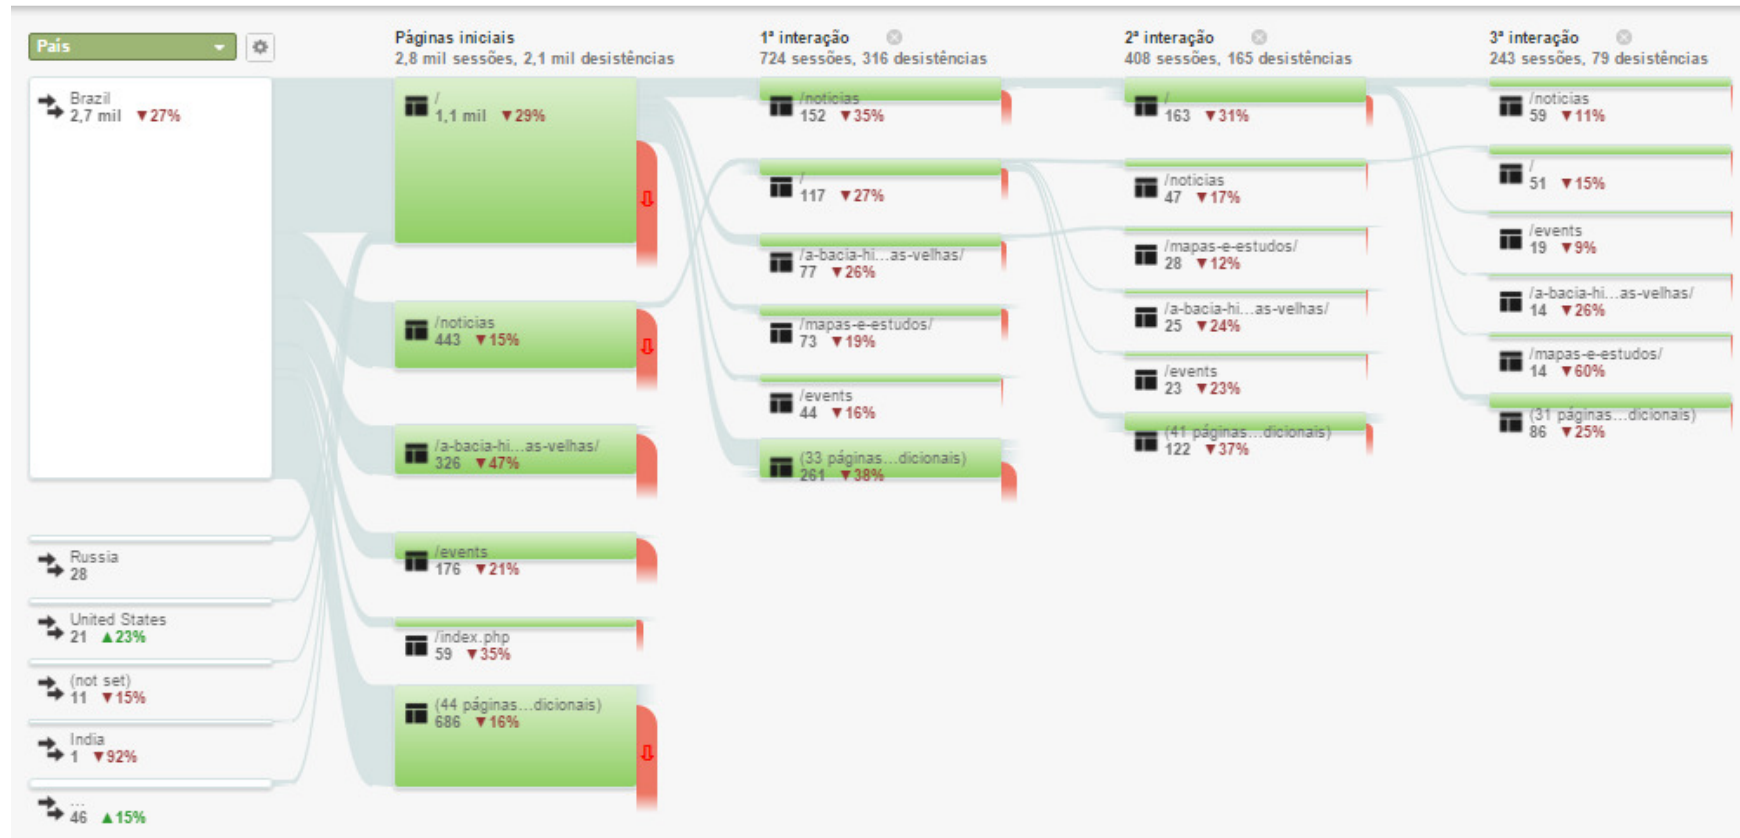 País
Brazil
2,7 mil ▼27%
Russia
28
United States
21 ▲23%
(not set)
11 ▼15%
India
1 ▼92%
...
46 ▲15%
Páginas iniciais
2,8 mil sessões, 2,1 mil desistências
/
1,1 mil ▼29%
/noticias
443 ▼15%
/a-bacia-hi...as-velhas/
326 ▼47%
/events
176 ▼21%
/index.php
59 ▼35%
(44 páginas...dicionais)
686 ▼16%
1ª interação
724 sessões, 316 desistências
/noticias
152 ▼35%
/
117 ▼27%
/a-bacia-hi...as-velhas/
77 ▼26%
/mapas-e-estudos/
73 ▼19%
/events
44 ▼16%
(33 páginas...dicionais)
261 ▼38%
2ª interação
408 sessões, 165 desistências
/
163 ▼31%
/noticias
47 ▼17%
/mapas-e-estudos/
28 ▼12%
/a-bacia-hi...as-velhas/
25 ▼24%
/events
23 ▼23%
(41 páginas...dicionais)
122 ▼37%
3ª interação
243 sessões, 79 desistências
/noticias
59 ▼11%
/
51 ▼15%
/events
19 ▼9%
/a-bacia-hi...as-velhas/
14 ▼26%
/mapas-e-estudos/
14 ▼60%
(31 páginas...dicionais)
86 ▼25%